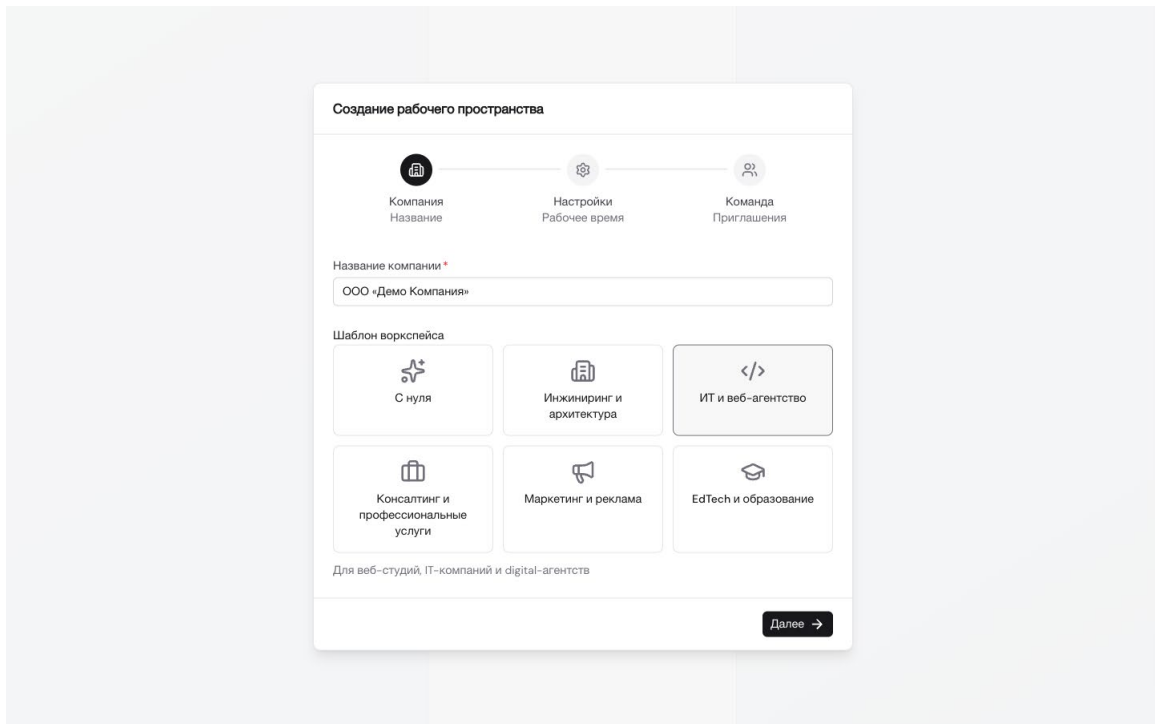 Создание рабочего пространства
Компания
Название
Настройки
Рабочее время
Команда
Приглашения
Название компании *
ООО «Демо Компания»
Шаблон воркспейса
С нуля
Инжиниринг и
архитектура
ИТ и веб-агентство
Консалтинг и
профессиональные
услуги
Маркетинг и реклама
EdTech и образование
Для веб-студий, IT-компаний и digital-агентств
Далее →